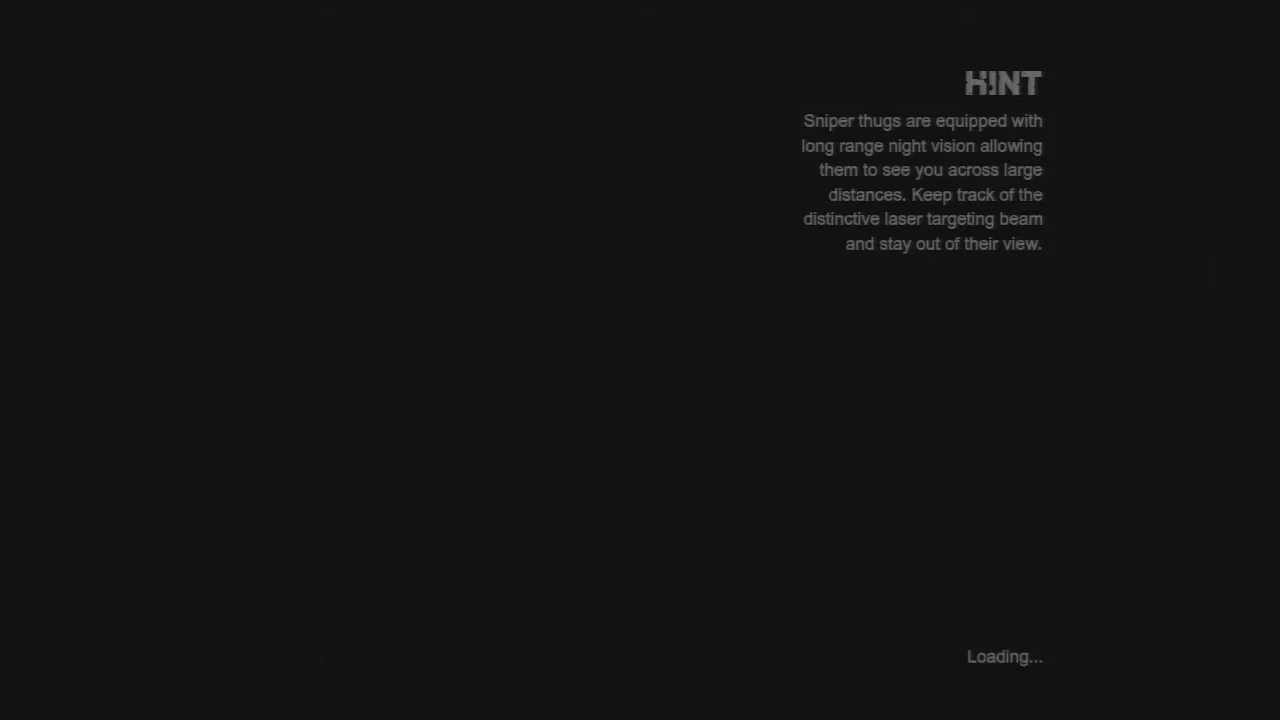 HINT
Sniper thugs are equipped with
long range night vision allowing
them to see you across large
distances. Keep track of the
distinctive laser targeting beam
and stay out of their view.
Loading...